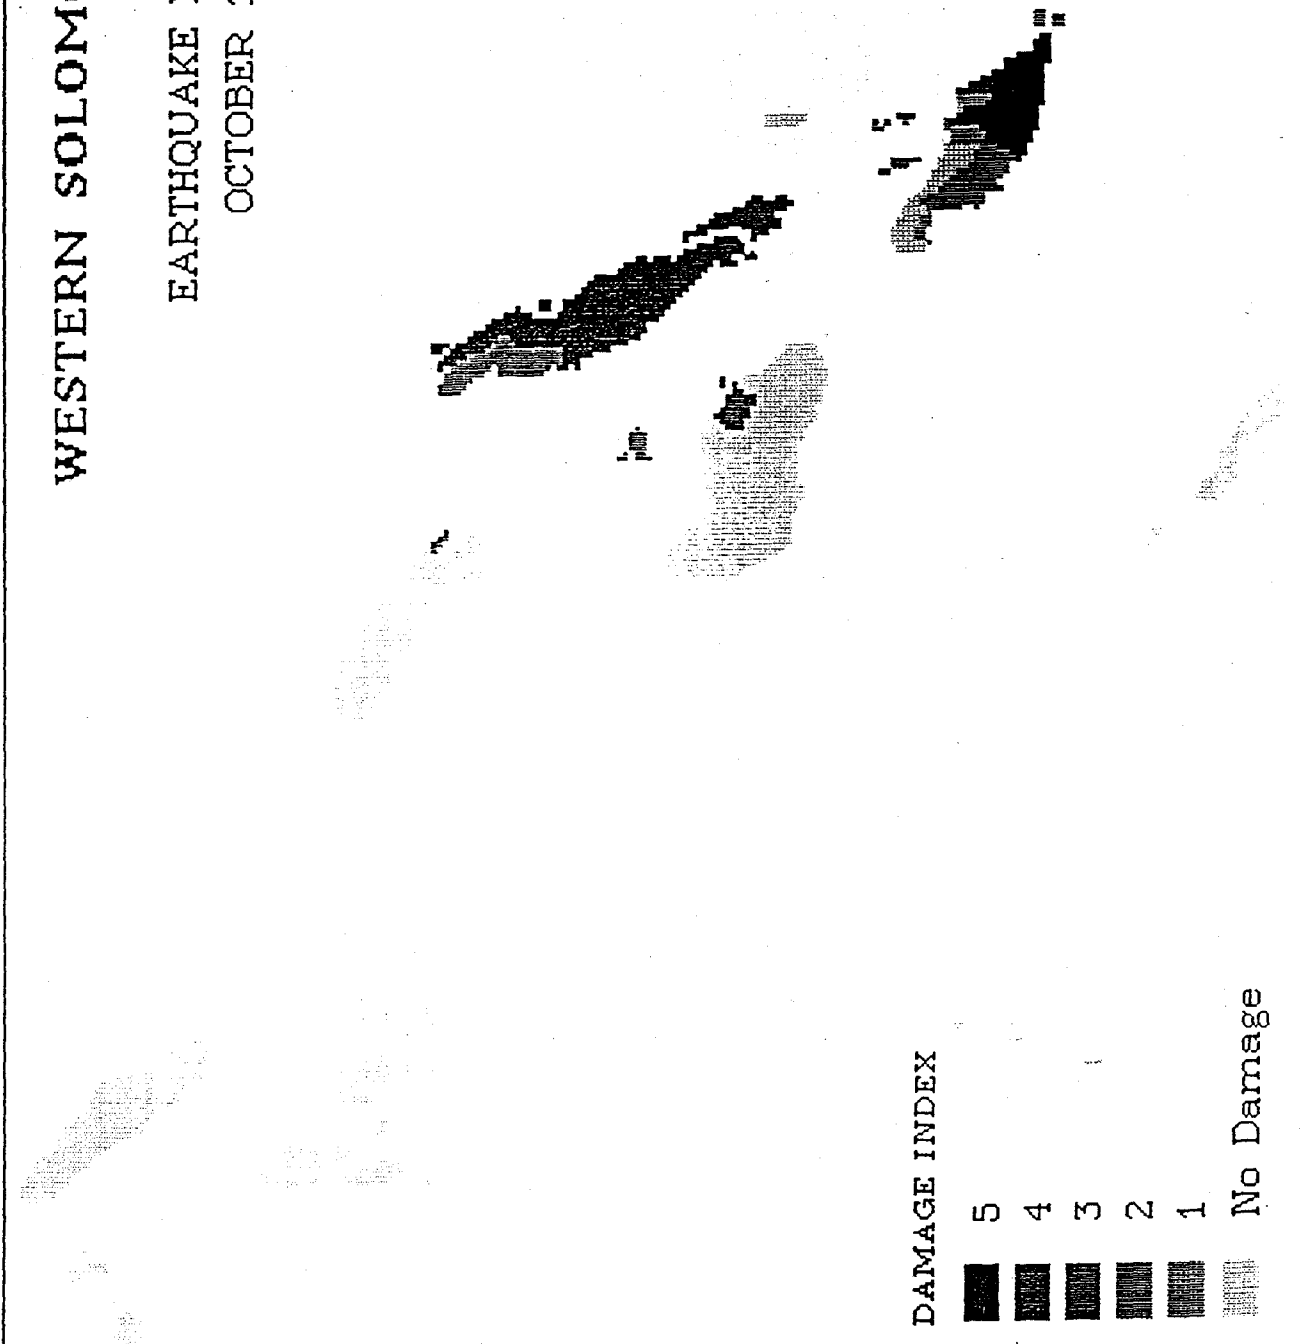 WESTERN SOLOM
EARTHQUAKE
OCTOBER
DAMAGE INDEX
5
4
3
2
1
No Damage